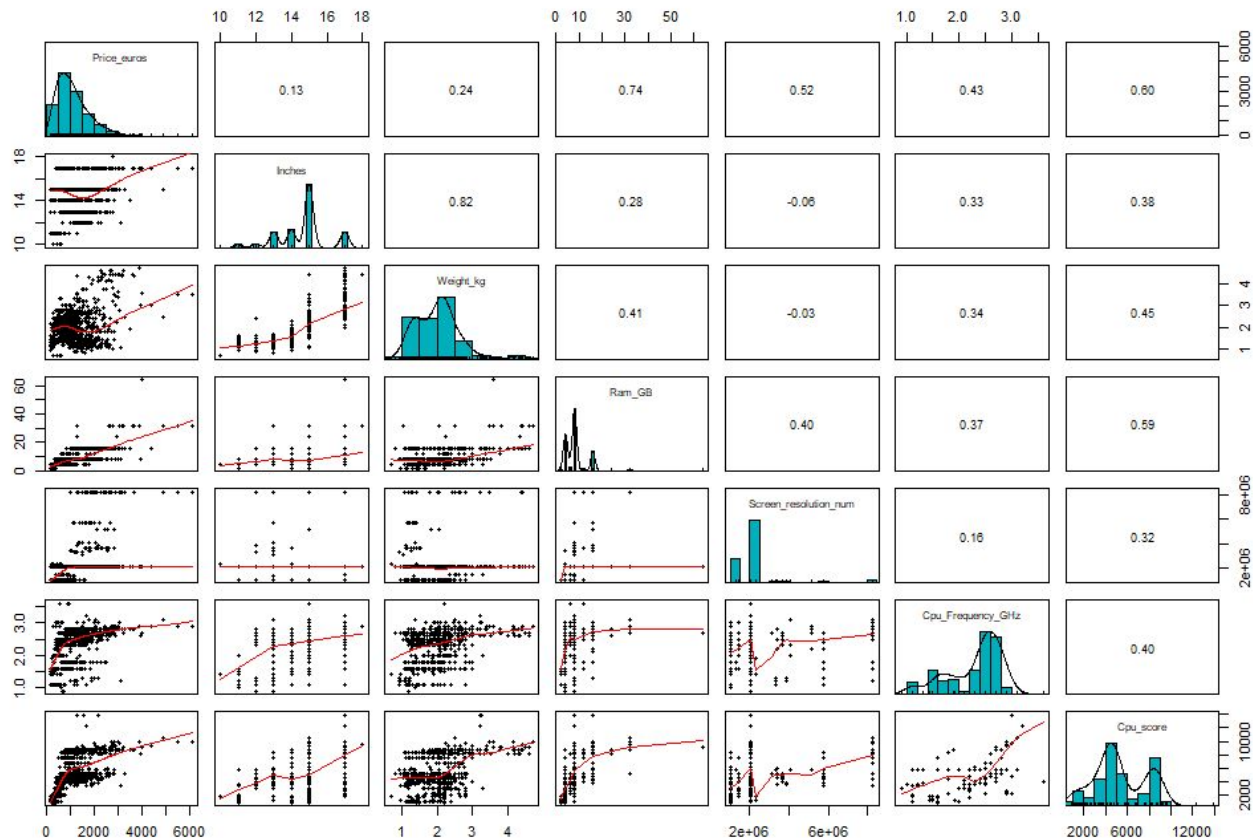 10 12 14 16 18
0 10 30 50
1.0 2.0 3.0
Price_euros
0.13
0.24
0.74
0.52
0.43
0.60
0 3000 6000
10 14 18
Inches
0.82
0.28
-0.06
0.33
0.38
Weight_kg
0.41
-0.03
0.34
0.45
1 2 3 4
0 20 40 60
Ram_GB
0.40
0.37
0.59
Screen_resolution_num
0.16
0.32
2e+06 8e+06
1.0 2.0 3.0
Cpu_Frequency_GHz
0.40
Cpu_score
2000 10000
0 2000 4000 6000
1 2 3 4
2e+06 6e+06
2000 6000 12000